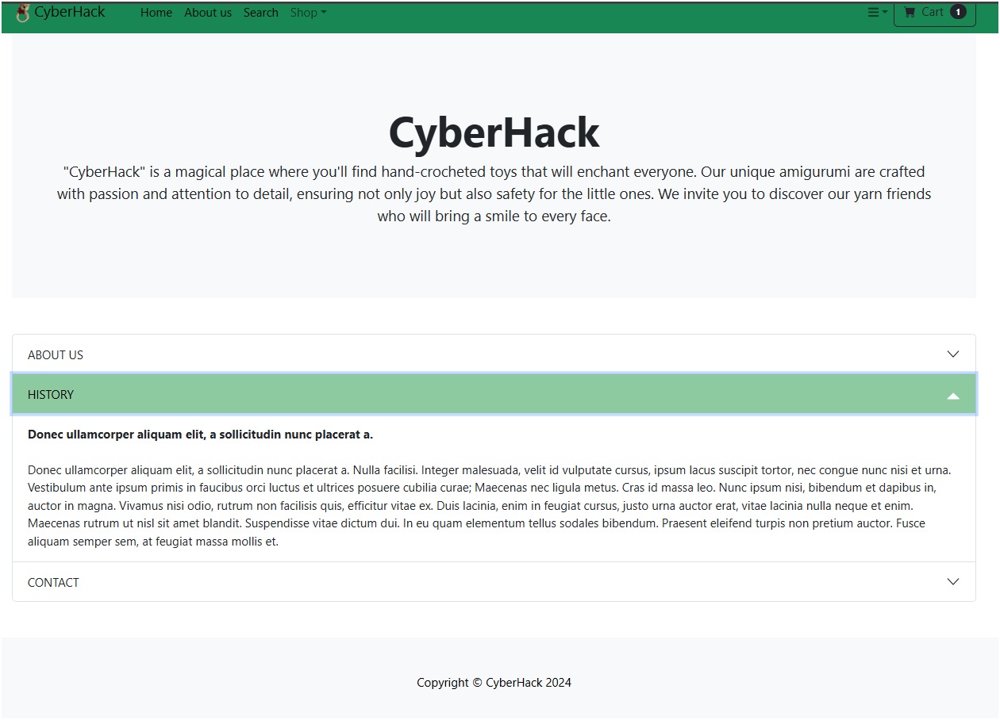 CyberHack Home About us Search Shop Cart 1
CyberHack
"CyberHack" is a magical place where you'll find hand-crocheted toys that will enchant everyone. Our unique amigurumi are crafted
with passion and attention to detail, ensuring not only joy but also safety for the little ones. We invite you to discover our yarn friends
who will bring a smile to every face.
ABOUT US
HISTORY
Donec ullamcorper aliquam elit, a sollicitudin nunc placerat a.
Donec ullamcorper aliquam elit, a sollicitudin nunc placerat a. Nulla facilisi. Integer malesuada, velit id vulputate cursus, ipsum lacus suscipit tortor, nec congue nunc nisi et urna.
Vestibulum ante ipsum primis in faucibus orci luctus et ultrices posuere cubilia curae; Maecenas nec ligula metus. Cras id massa leo. Nunc ipsum nisi, bibendum et dapibus in,
auctor in magna. Vivamus nisi odio, rutrum non facilisis quis, efficitur vitae ex. Duis lacinia, enim in feugiat cursus, justo urna auctor erat, vitae lacinia nulla neque et enim.
Maecenas rutrum ut nisl sit amet blandit. Suspendisse vitae dictum dui. In eu quam elementum tellus sodales bibendum. Praesent eleifend turpis non pretium auctor. Fusce
aliquam semper sem, at feugiat massa mollis et.
CONTACT
Copyright © CyberHack 2024